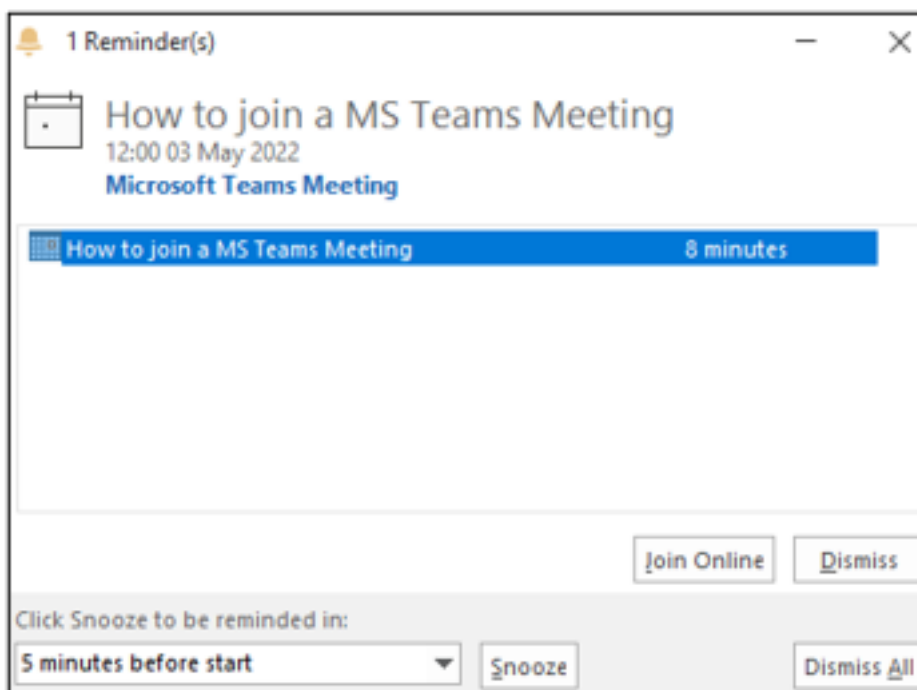 1 Reminder(s)
How to join a MS Teams Meeting
12:00 03 May 2022
Microsoft Teams Meeting
How to join a MS Teams Meeting 8 minutes
Join Online Dismiss
Click Snooze to be reminded in:
5 minutes before start Snooze Dismiss All